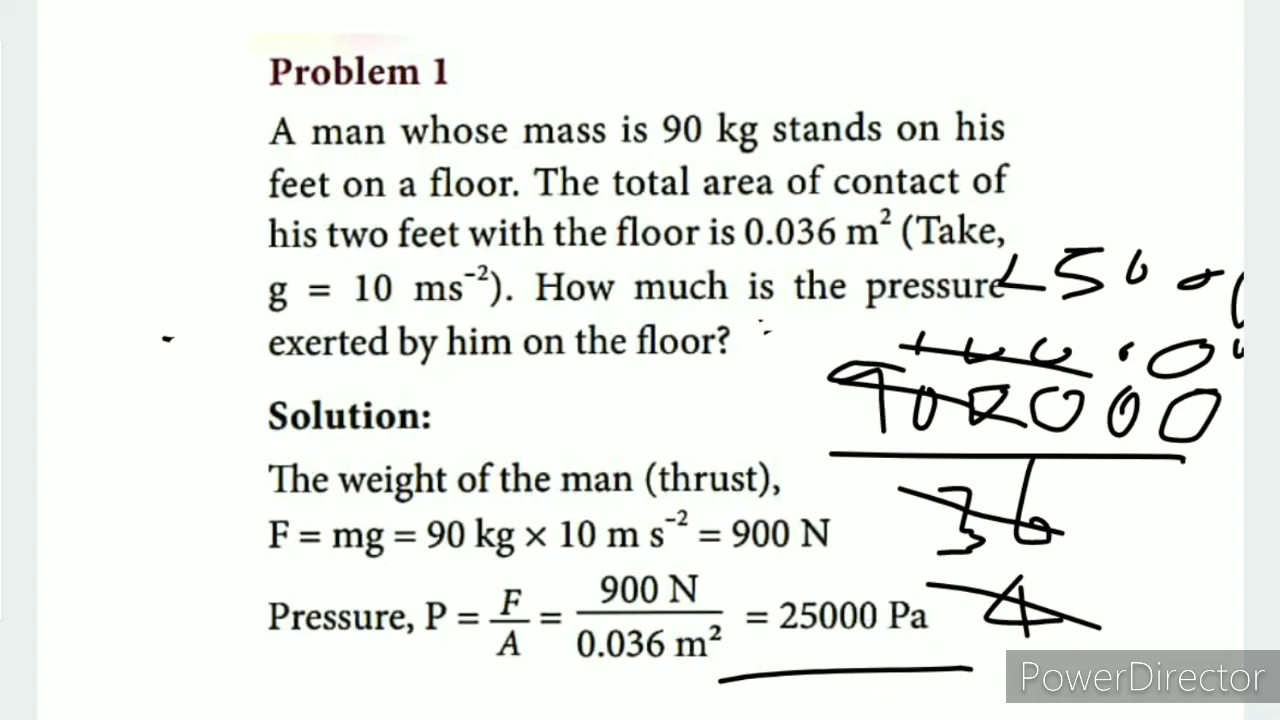 Problem 1
A man whose mass is 90 kg stands on his
feet on a floor. The total area of contact of
his two feet with the floor is 0.036 m² (Take,
g = 10 ms⁻²). How much is the pressure
exerted by him on the floor?
Solution:
The weight of the man (thrust),
F = mg = 90 kg × 10 m s⁻² = 900 N
Pressure, P = F/A = 900 N / 0.036 m² = 25000 Pa
900000
36
4
PowerDirector